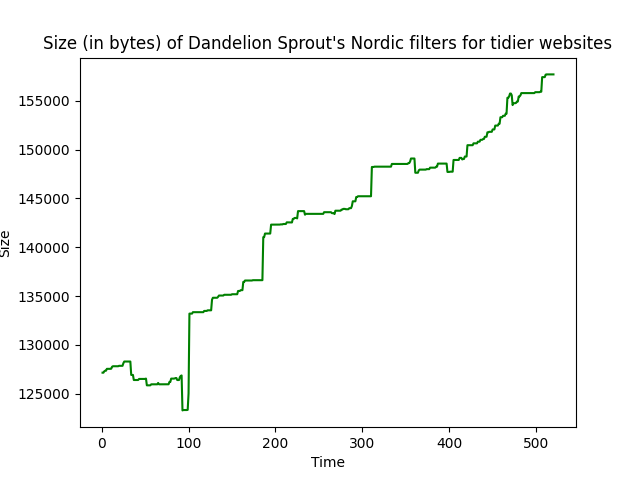 Size (in bytes) of Dandelion Sprout's Nordic filters for tidier websites
155000
150000
145000
140000
135000
130000
125000
Size
0 100 200 300 400 500
Time